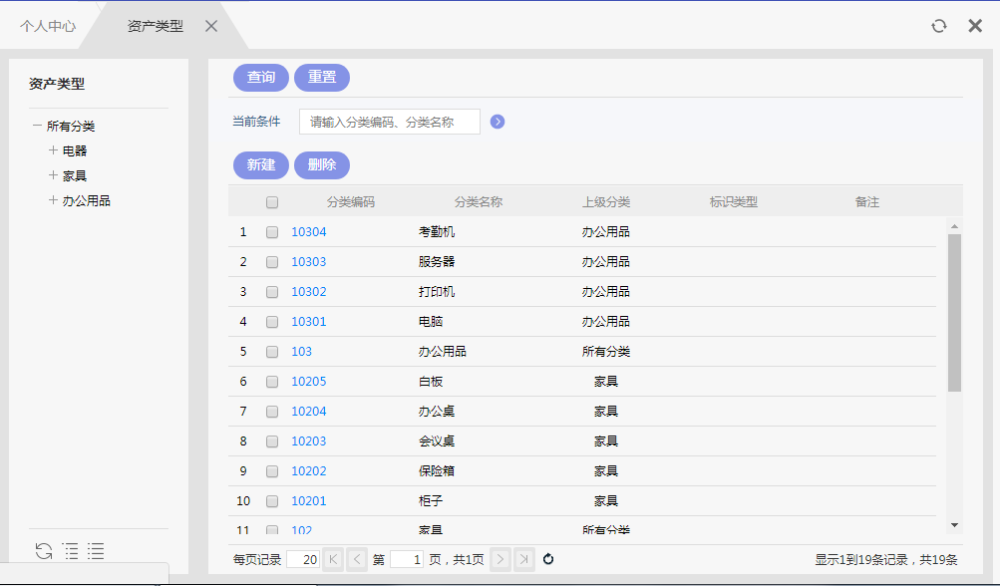 个人中心 资产类型
资产类型
所有分类
电器
家具
办公用品
查询 重置
当前条件 请输入分类编码、分类名称
新建 删除
分类编码 分类名称 上级分类 标识类型 备注
1 10304 考勤机 办公用品
2 10303 服务器 办公用品
3 10302 打印机 办公用品
4 10301 电脑 办公用品
5 103 办公用品 所有分类
6 10205 白板 家具
7 10204 办公桌 家具
8 10203 会议桌 家具
9 10202 保险箱 家具
10 10201 柜子 家具
11 102 家具 所有分类
每页记录 20 第 1 页，共1页 显示1到19条记录，共19条